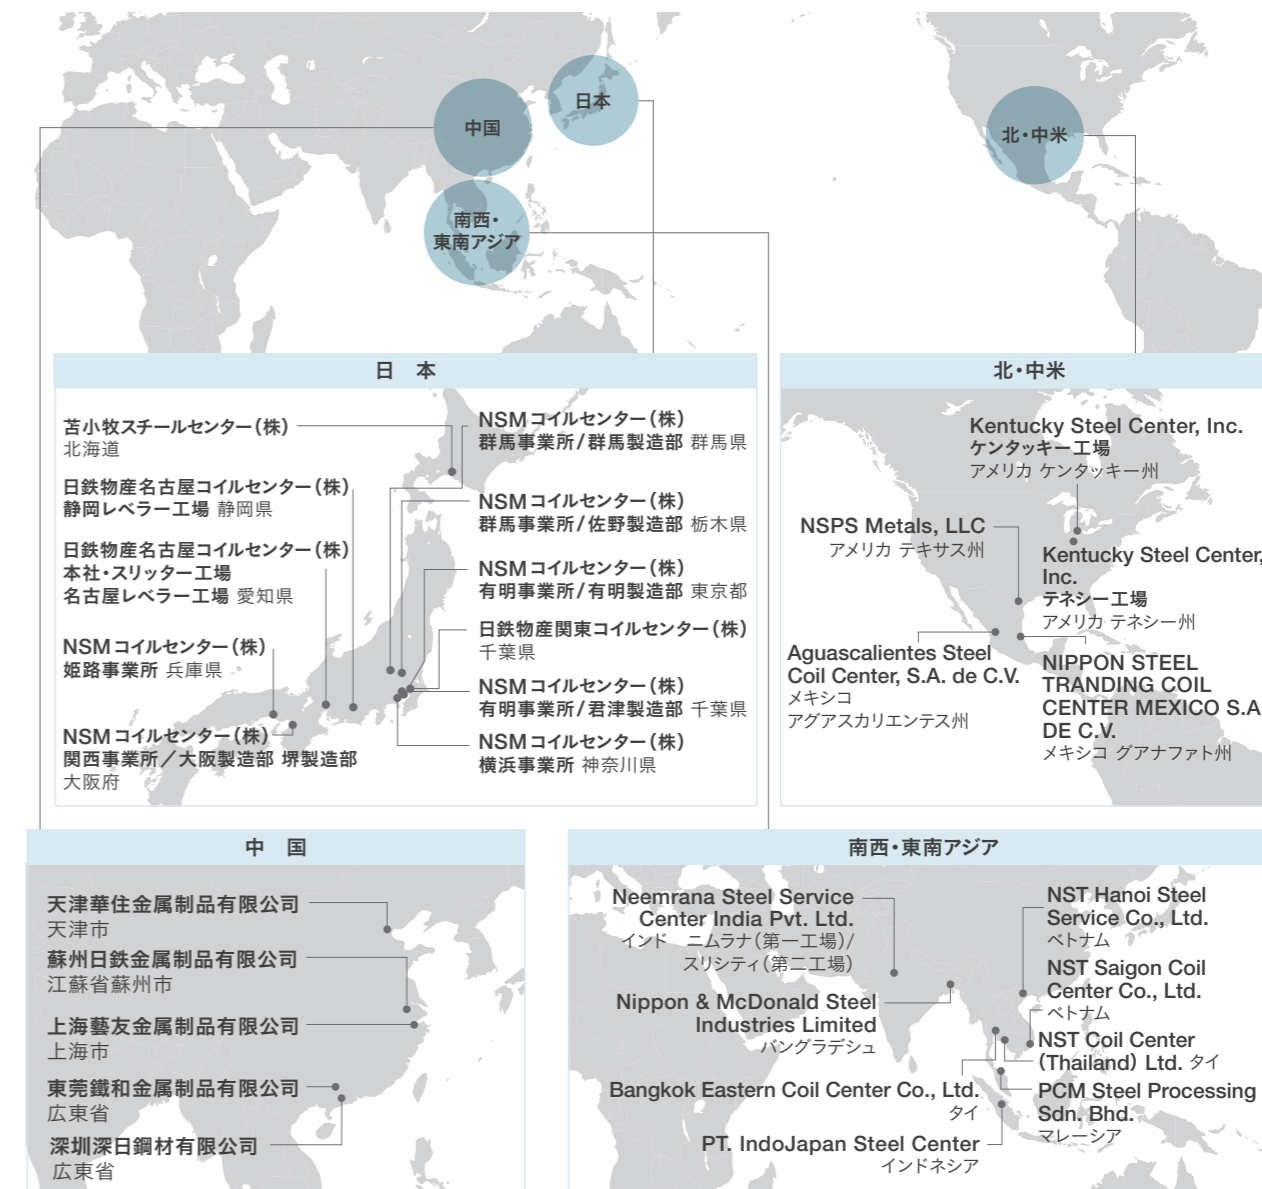 中国
日本
北・中米
南西・
東南アジア
日　本
苫小牧スチールセンター（株）
北海道
日鉄物産名古屋コイルセンター（株）
静岡レベラー工場 静岡県
日鉄物産名古屋コイルセンター（株）
本社・スリッター工場
名古屋レベラー工場 愛知県
NSMコイルセンター（株）
姫路事業所 兵庫県
NSMコイルセンター（株）
関西事業所／大阪製造部 堺製造部
大阪府
NSMコイルセンター（株）
群馬事業所/群馬製造部 群馬県
NSMコイルセンター（株）
群馬事業所/佐野製造部 栃木県
NSMコイルセンター（株）
有明事業所/有明製造部 東京都
日鉄物産関東コイルセンター（株）
千葉県
NSMコイルセンター（株）
有明事業所/君津製造部 千葉県
NSMコイルセンター（株）
横浜事業所 神奈川県
北・中米
Kentucky Steel Center, Inc.
ケンタッキー工場
アメリカ ケンタッキー州
NSPS Metals, LLC
アメリカ テキサス州
Kentucky Steel Center,
Inc.
テネシー工場
アメリカ テネシー州
Aguascalientes Steel
Coil Center, S.A. de C.V.
メキシコ
アグアスカリエンテス州
NIPPON STEEL
TRANDING COIL
CENTER MEXICO S.A
DE C.V.
メキシコ グアナファト州
中　国
天津華住金属制品有限公司
天津市
蘇州日鉄金属制品有限公司
江蘇省蘇州市
上海藝友金属制品有限公司
上海市
東莞鐵和金属制品有限公司
広東省
深圳深日鋼材有限公司
広東省
南西・東南アジア
Neemrana Steel Service
Center India Pvt. Ltd.
インド　ニムラナ（第一工場）/
スリシティ（第二工場）
Nippon & McDonald Steel
Industries Limited
バングラデシュ
Bangkok Eastern Coil Center Co., Ltd.
タイ
PT. IndoJapan Steel Center
インドネシア
NST Hanoi Steel
Service Co., Ltd.
ベトナム
NST Saigon Coil
Center Co., Ltd.
ベトナム
NST Coil Center
（Thailand）Ltd. タイ
PCM Steel Processing
Sdn. Bhd.
マレーシア